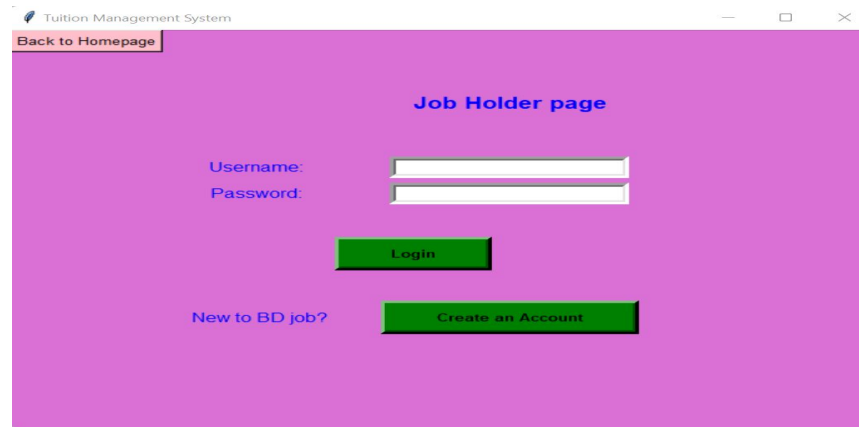 Tuition Management System
Back to Homepage
Job Holder page
Username:
Password:
Login
New to BD job? Create an Account